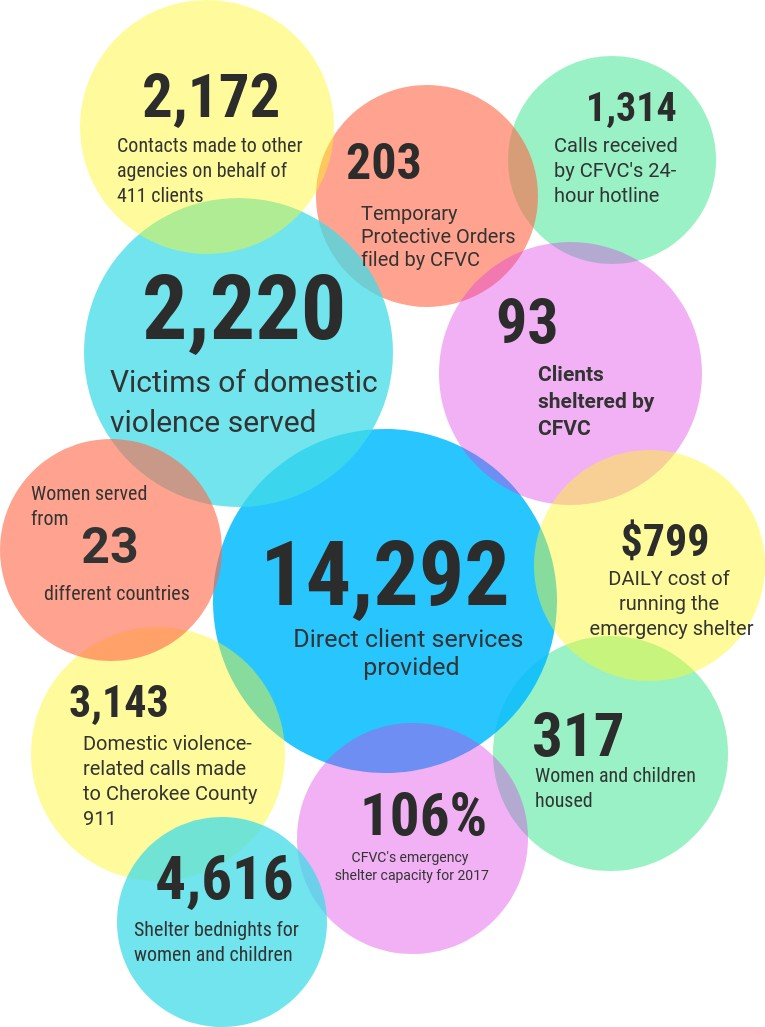 2,172
Contacts made to other
agencies on behalf of
411 clients
203
Temporary
Protective Orders
filed by CFVC
1,314
Calls received
by CFVC's 24-
hour hotline
2,220
Victims of domestic
violence served
93
Clients
sheltered by
CFVC
Women served
from
23
different countries
14,292
Direct client services
provided
$799
DAILY cost of
running the
emergency shelter
3,143
Domestic violence-
related calls made
to Cherokee County
911
317
Women and children
housed
106%
CFVC's emergency
shelter capacity for 2017
4,616
Shelter bednights for
women and children